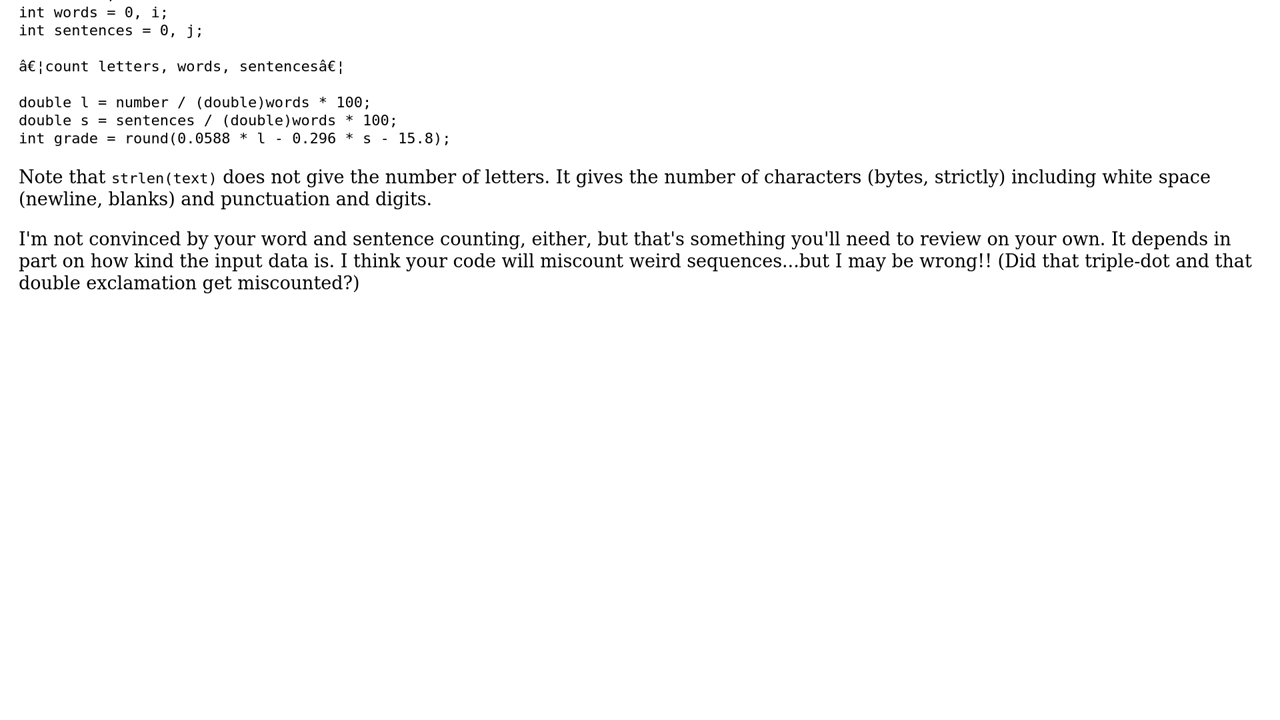 int words = 0, i;
int sentences = 0, j;
â€¦count letters, words, sentencesâ€¦
double l = number / (double)words * 100;
double s = sentences / (double)words * 100;
int grade = round(0.0588 * l - 0.296 * s - 15.8);
Note that strlen(text) does not give the number of letters. It gives the number of characters (bytes, strictly) including white space
(newline, blanks) and punctuation and digits.
I'm not convinced by your word and sentence counting, either, but that's something you'll need to review on your own. It depends in
part on how kind the input data is. I think your code will miscount weird sequences...but I may be wrong!! (Did that triple-dot and that
double exclamation get miscounted?)